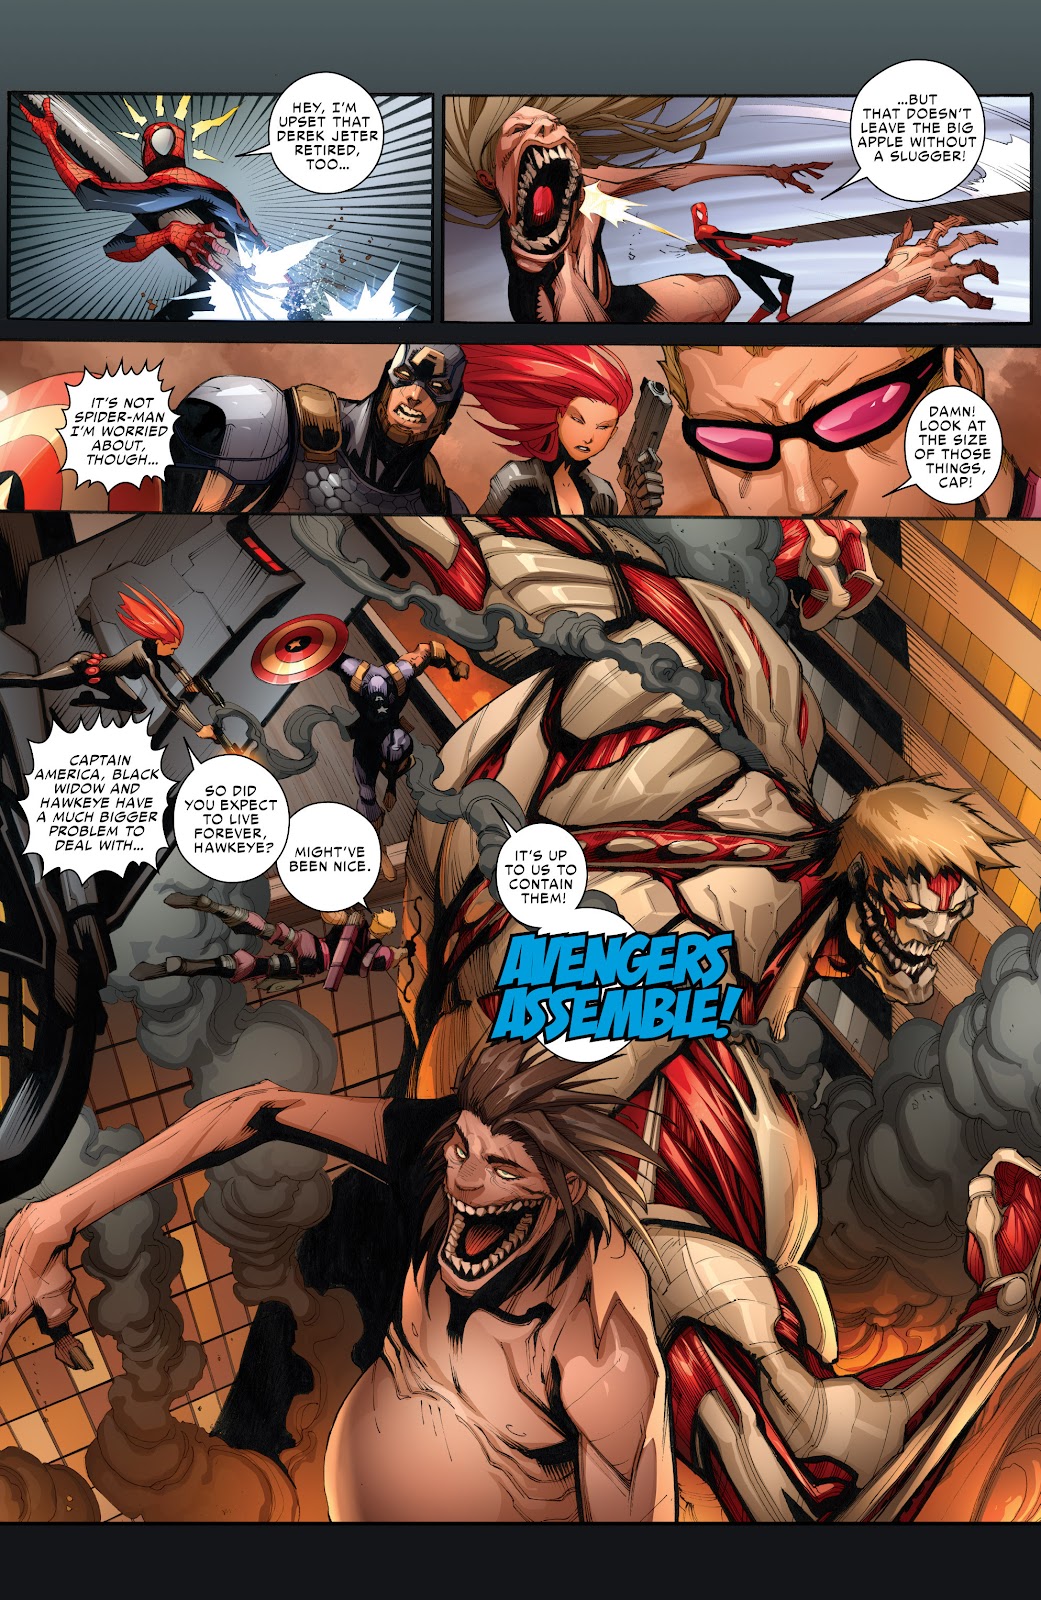 HEY, I'M
UPSET THAT
DEREK JETER
RETIRED,
TOO...
...BUT
THAT DOESN'T
LEAVE THE BIG
APPLE WITHOUT
A SLUGGER!
IT'S NOT
SPIDER-MAN
I'M WORRIED
ABOUT,
THOUGH...
DAMN!
LOOK AT
THE SIZE
OF THOSE
THINGS,
CAP!
CAPTAIN
AMERICA, BLACK
WIDOW AND
HAWKEYE HAVE
A MUCH BIGGER
PROBLEM TO
DEAL WITH...
SO DID
YOU EXPECT
TO LIVE
FOREVER,
HAWKEYE?
MIGHT'VE
BEEN NICE.
IT'S UP
TO US TO
CONTAIN
THEM!
AVENGERS
ASSEMBLE!